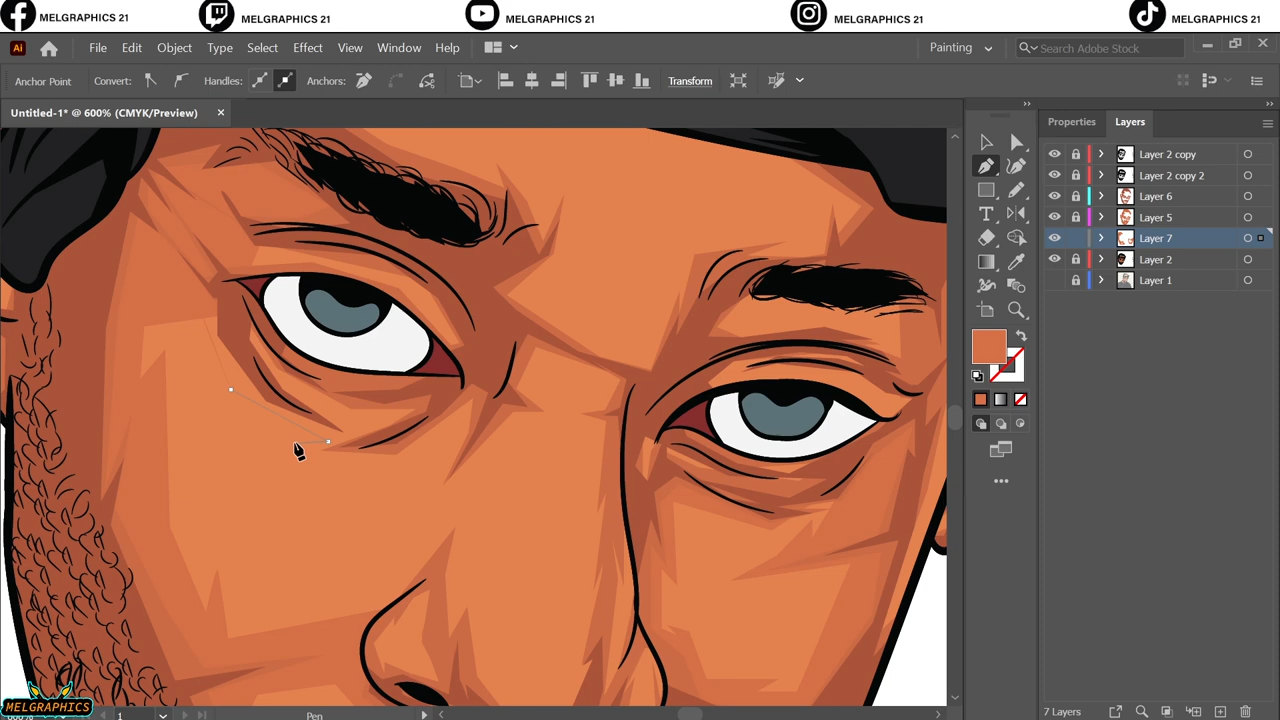 MELGRAPHICS 21 MELGRAPHICS 21 MELGRAPHICS 21 MELGRAPHICS 21 MELGRAPHICS 21
Ai File Edit Object Type Select Effect View Window Help Painting Search Adobe Stock
Anchor Point Convert: Handles: Anchors: Transform
Untitled-1* @ 600% (CMYK/Preview)
Properties Layers
Layer 2 copy
Layer 2 copy 2
Layer 6
Layer 5
Layer 7
Layer 2
Layer 1
MELGRAPHICS
1 Pen 7 Layers